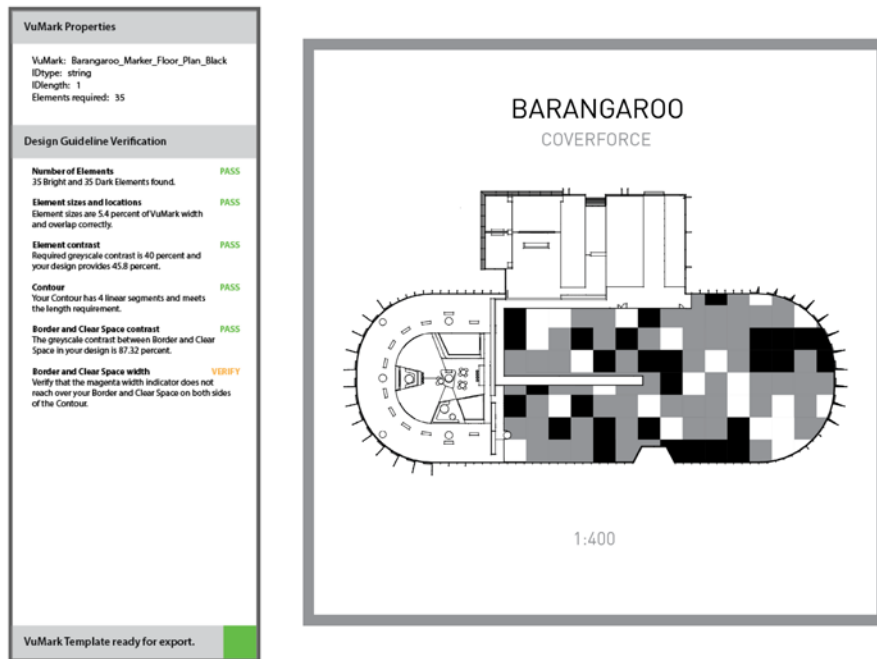 VuMark Properties
VuMark: Barangaroo_Marker_Floor_Plan_Black
IDtype: string
IDlength: 1
Elements required: 35
Design Guideline Verification
Number of Elements PASS
35 Bright and 35 Dark Elements found.
Element sizes and locations PASS
Element sizes are 5.4 percent of VuMark width
and overlap correctly.
Element contrast PASS
Required greyscale contrast is 40 percent and
your design provides 45.8 percent.
Contour PASS
Your Contour has 4 linear segments and meets
the length requirement.
Border and Clear Space contrast PASS
The greyscale contrast between Border and Clear
Space in your design is 87.32 percent.
Border and Clear Space width VERIFY
Verify that the magenta width indicator does not
reach over your Border and Clear Space on both sides
of the Contour.
VuMark Template ready for export.
BARANGAROO
COVERFORCE
1:400